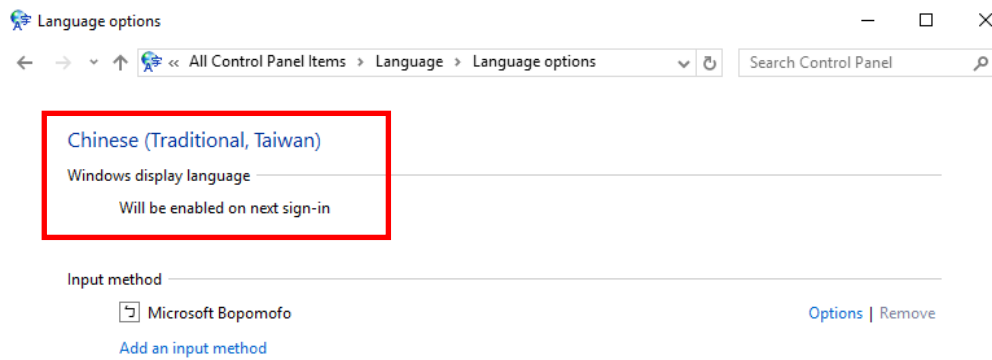 Language options
« All Control Panel Items > Language > Language options
Search Control Panel
Chinese (Traditional, Taiwan)
Windows display language
Will be enabled on next sign-in
Input method
ㄅ Microsoft Bopomofo Options | Remove
Add an input method